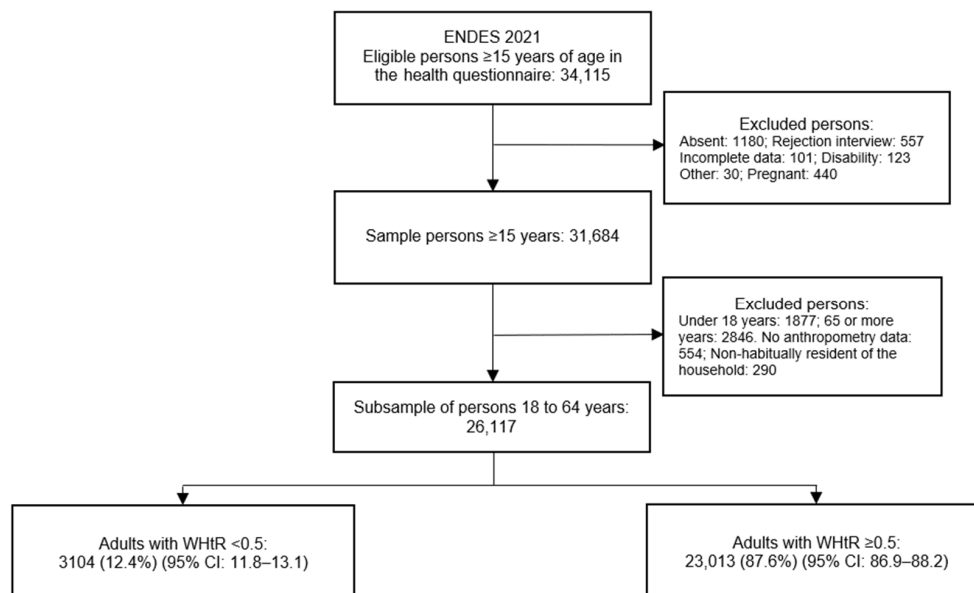 ENDES 2021
Eligible persons ≥15 years of age in
the health questionnaire: 34,115
Excluded persons:
Absent: 1180; Rejection interview: 557
Incomplete data: 101; Disability: 123
Other: 30; Pregnant: 440
Sample persons ≥15 years: 31,684
Excluded persons:
Under 18 years: 1877; 65 or more
years: 2846. No anthropometry data:
554; Non-habitually resident of the
household: 290
Subsample of persons 18 to 64 years:
26,117
Adults with WHtR <0.5:
3104 (12.4%) (95% CI: 11.8–13.1)
Adults with WHtR ≥0.5:
23,013 (87.6%) (95% CI: 86.9–88.2)